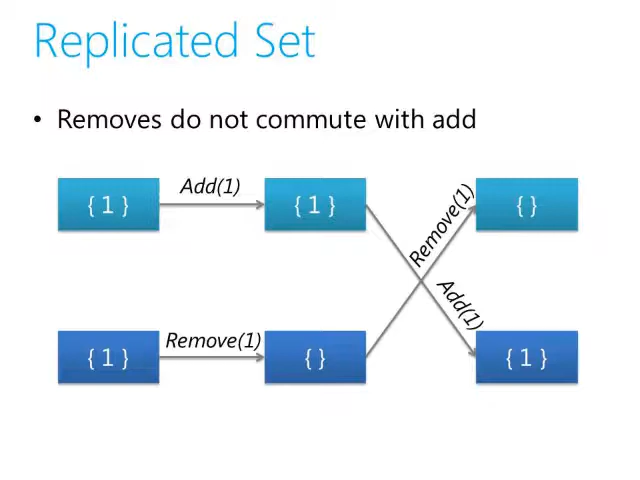 Replicated Set
• Removes do not commute with add
{ 1 }
Add(1)
{ 1 }
Remove(1)
{ }
Add(1)
{ 1 }
Remove(1)
{ }
{ 1 }